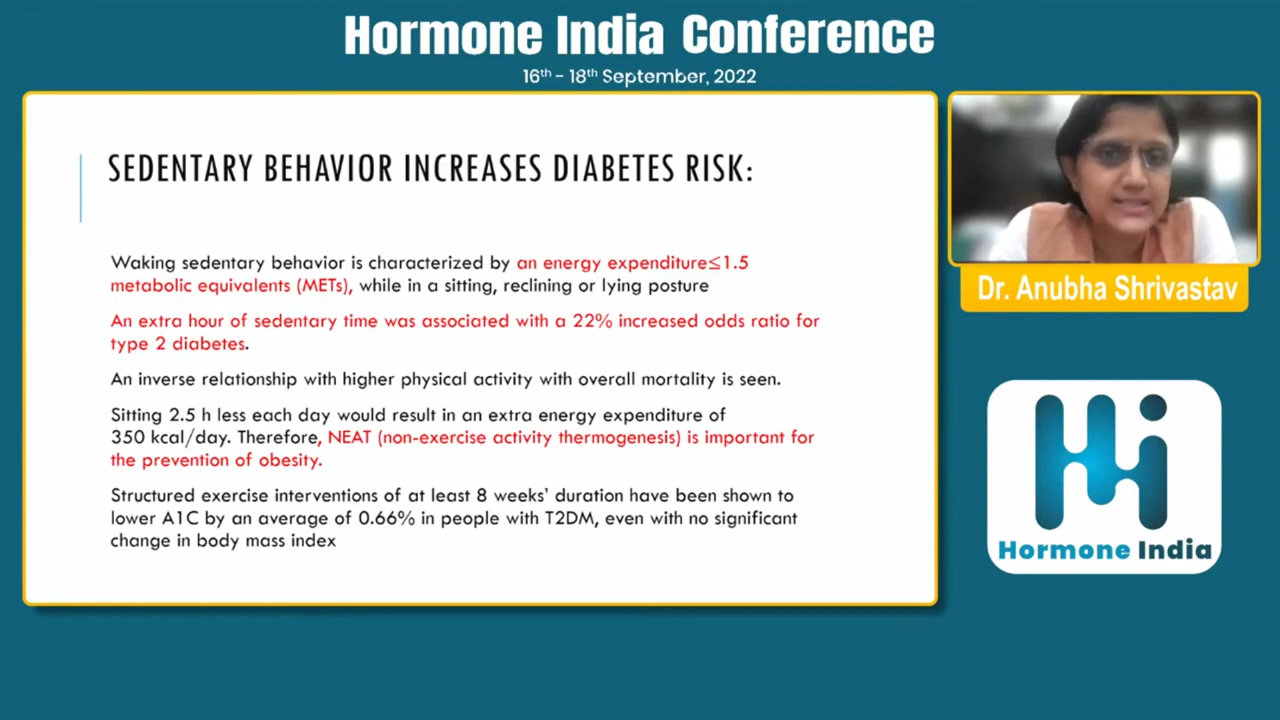 Hormone India Conference
16th - 18th September, 2022
SEDENTARY BEHAVIOR INCREASES DIABETES RISK:
Waking sedentary behavior is characterized by an energy expenditure≤1.5
metabolic equivalents (METs), while in a sitting, reclining or lying posture
An extra hour of sedentary time was associated with a 22% increased odds ratio for
type 2 diabetes.
An inverse relationship with higher physical activity with overall mortality is seen.
Sitting 2.5 h less each day would result in an extra energy expenditure of
350 kcal/day. Therefore, NEAT (non-exercise activity thermogenesis) is important for
the prevention of obesity.
Structured exercise interventions of at least 8 weeks' duration have been shown to
lower A1C by an average of 0.66% in people with T2DM, even with no significant
change in body mass index
Dr. Anubha Shrivastav
Hi
Hormone India